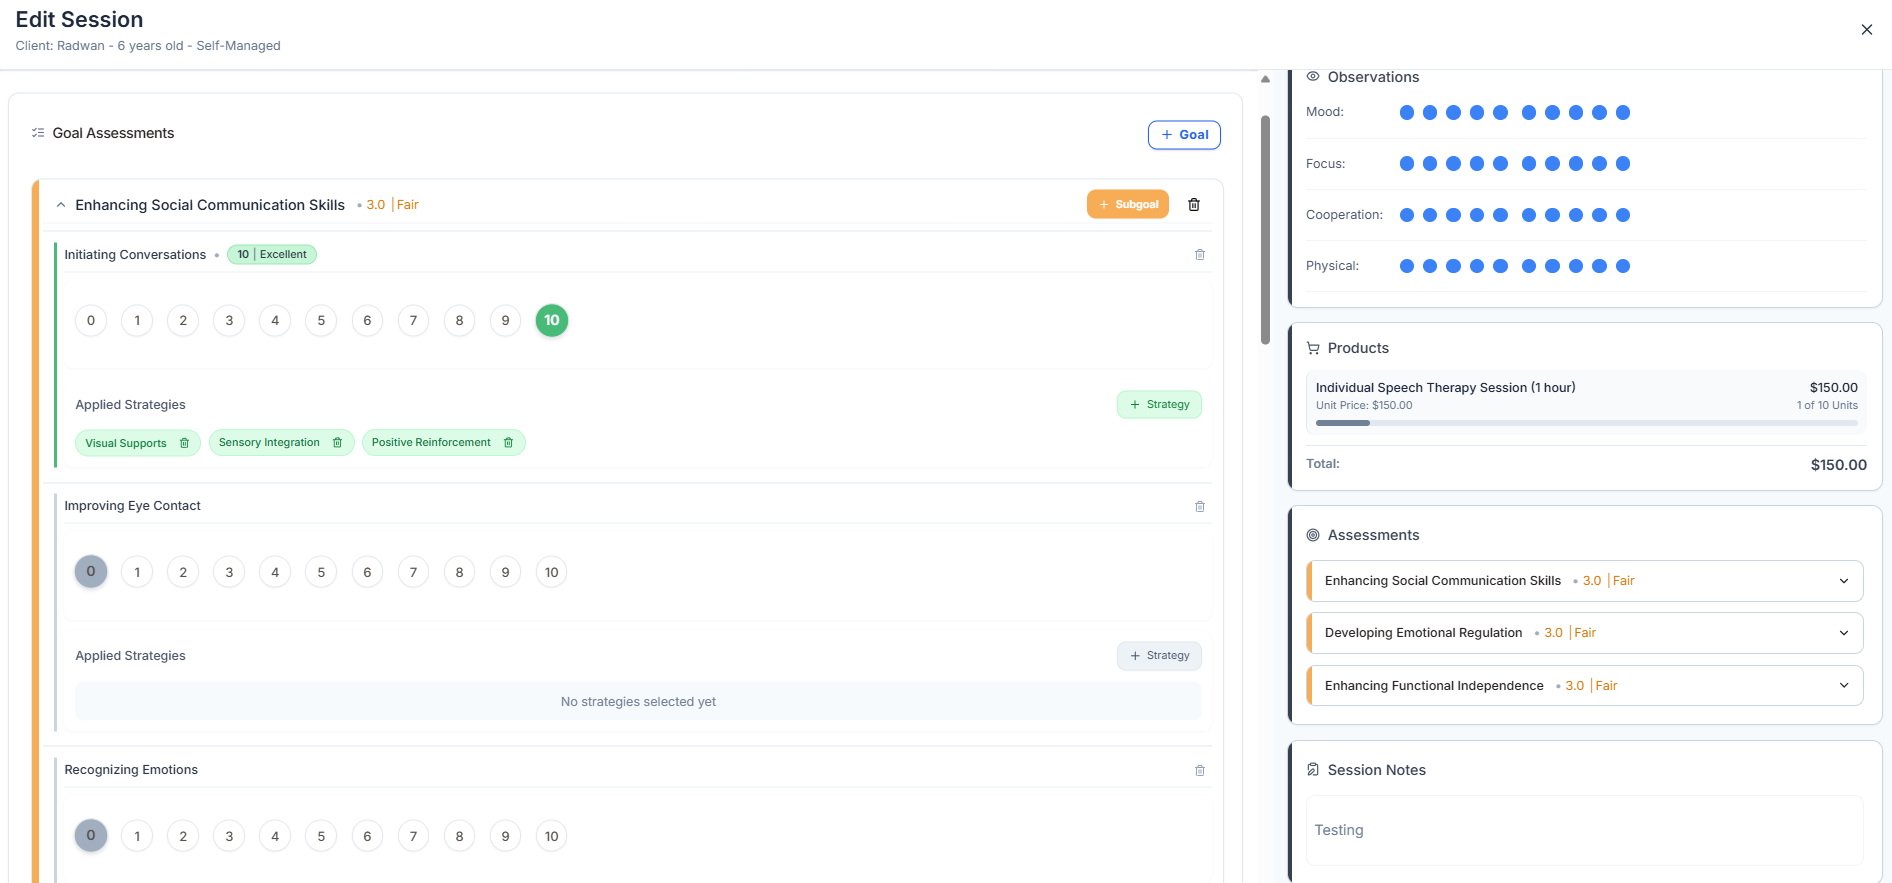 Edit Session
Client: Radwan - 6 years old - Self-Managed
Goal Assessments
+ Goal
Enhancing Social Communication Skills • 3.0 | Fair
+ Subgoal
Initiating Conversations • 10 | Excellent
0 1 2 3 4 5 6 7 8 9 10
Applied Strategies
+ Strategy
Visual Supports
Sensory Integration
Positive Reinforcement
Improving Eye Contact
0 1 2 3 4 5 6 7 8 9 10
Applied Strategies
+ Strategy
No strategies selected yet
Recognizing Emotions
0 1 2 3 4 5 6 7 8 9 10
Observations
Mood:
Focus:
Cooperation:
Physical:
Products
Individual Speech Therapy Session (1 hour) $150.00
Unit Price: $150.00 1 of 10 Units
Total: $150.00
Assessments
Enhancing Social Communication Skills • 3.0 | Fair
Developing Emotional Regulation • 3.0 | Fair
Enhancing Functional Independence • 3.0 | Fair
Session Notes
Testing